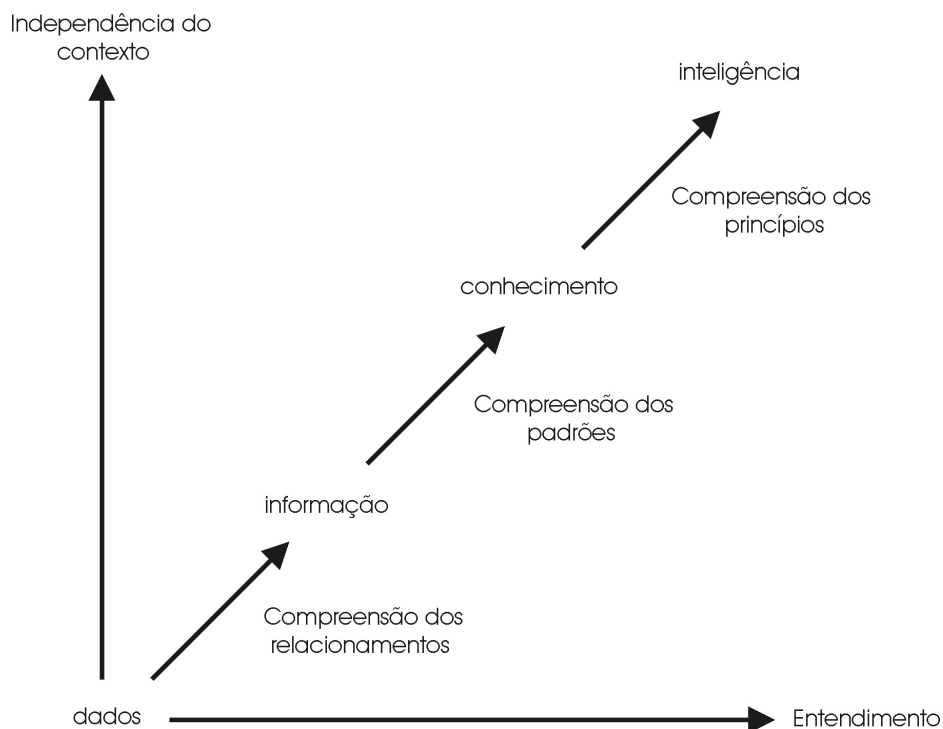 Independência do
contexto
inteligência
Compreensão dos
princípios
conhecimento
Compreensão dos
padrões
informação
Compreensão dos
relacionamentos
dados
Entendimento